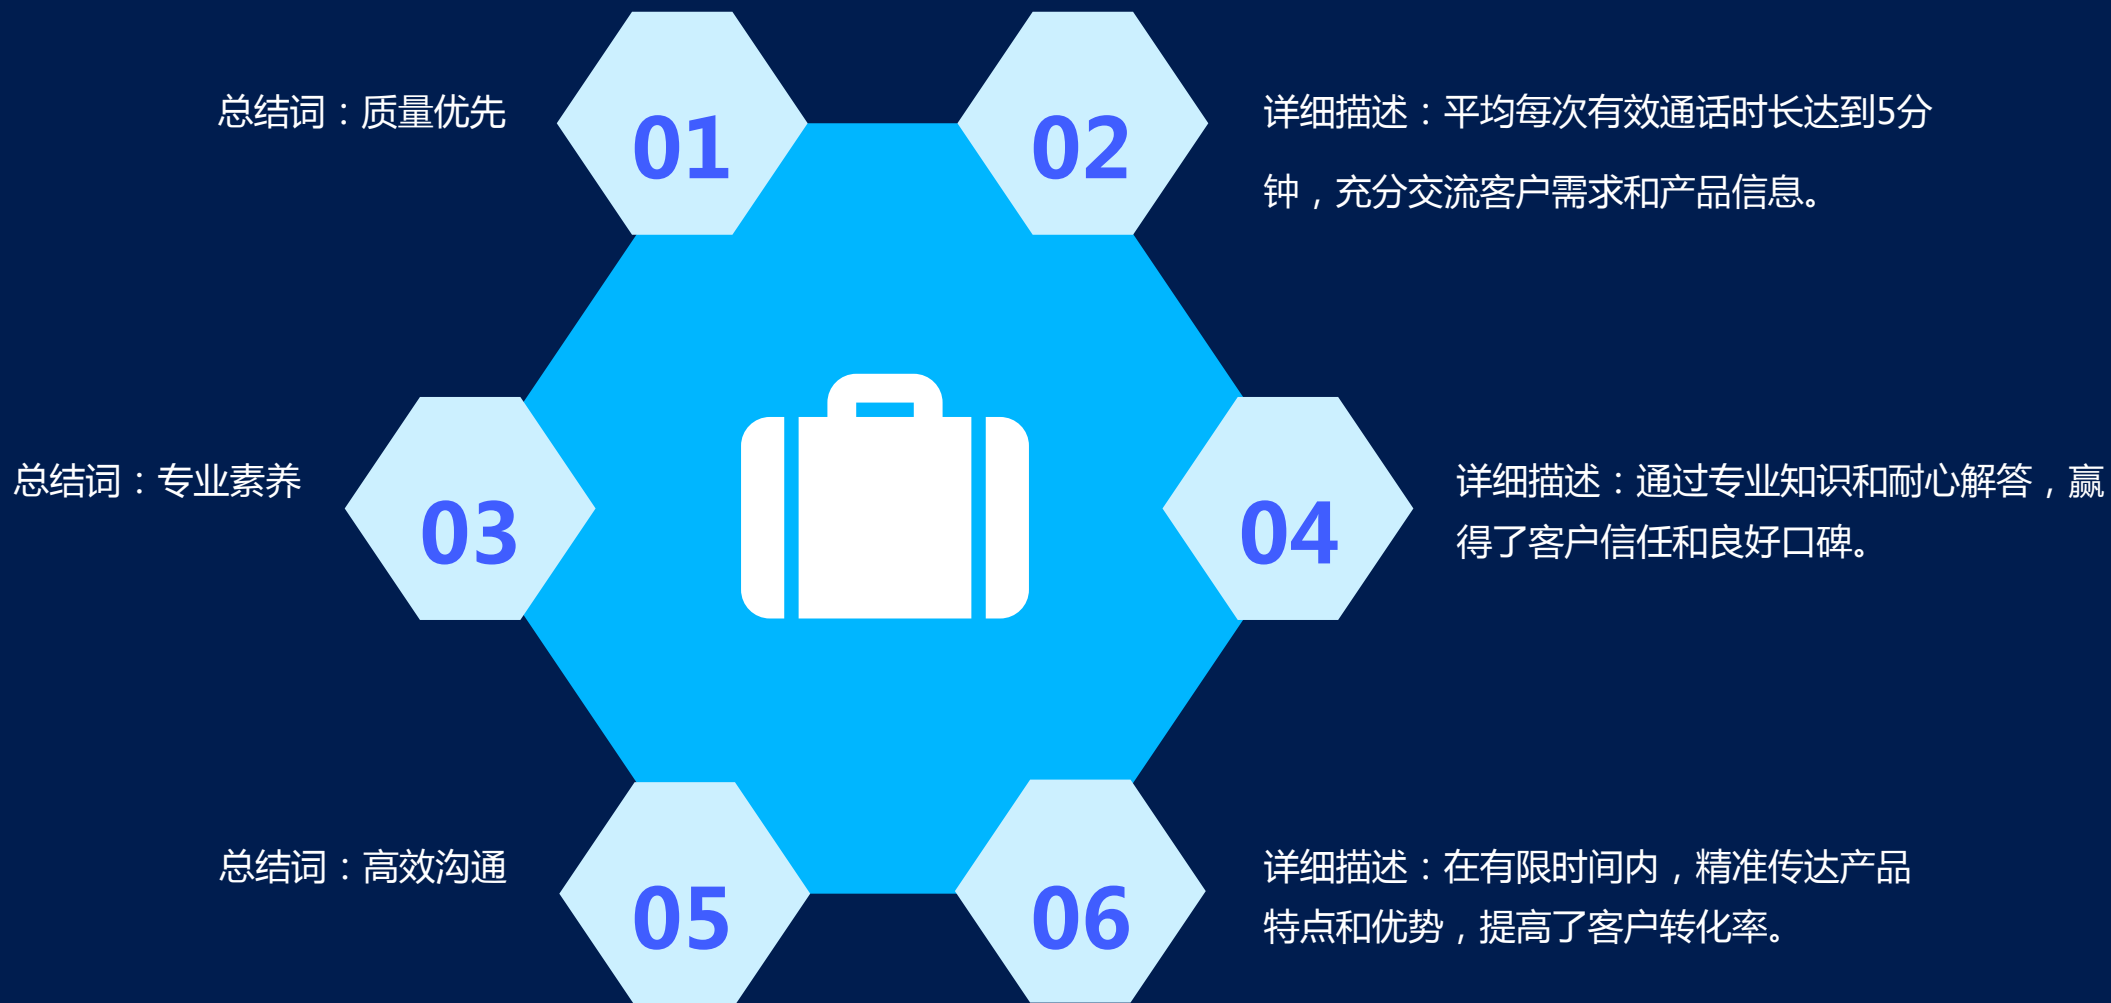 总结词：质量优先
01
02
详细描述：平均每次有效通话时长达到5分
钟，充分交流客户需求和产品信息。
总结词：专业素养
03
04
详细描述：通过专业知识和耐心解答，赢
得了客户信任和良好口碑。
总结词：高效沟通
05
06
详细描述：在有限时间内，精准传达产品
特点和优势，提高了客户转化率。